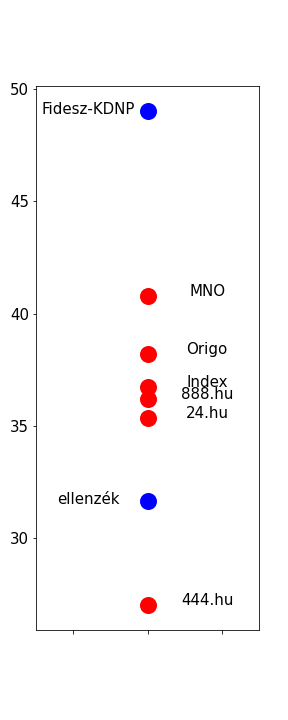 50
Fidesz-KDNP
45
MNO
40
Origo
Index
888.hu
24.hu
35
ellenzék
30
444.hu